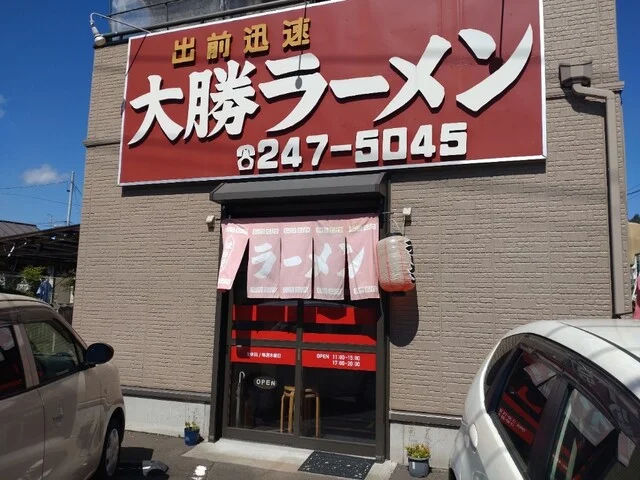 出前迅速
大勝ラーメン
☎247-5045
ラーメン
OPEN 11:00-15:00
17:00-20:30
OPEN